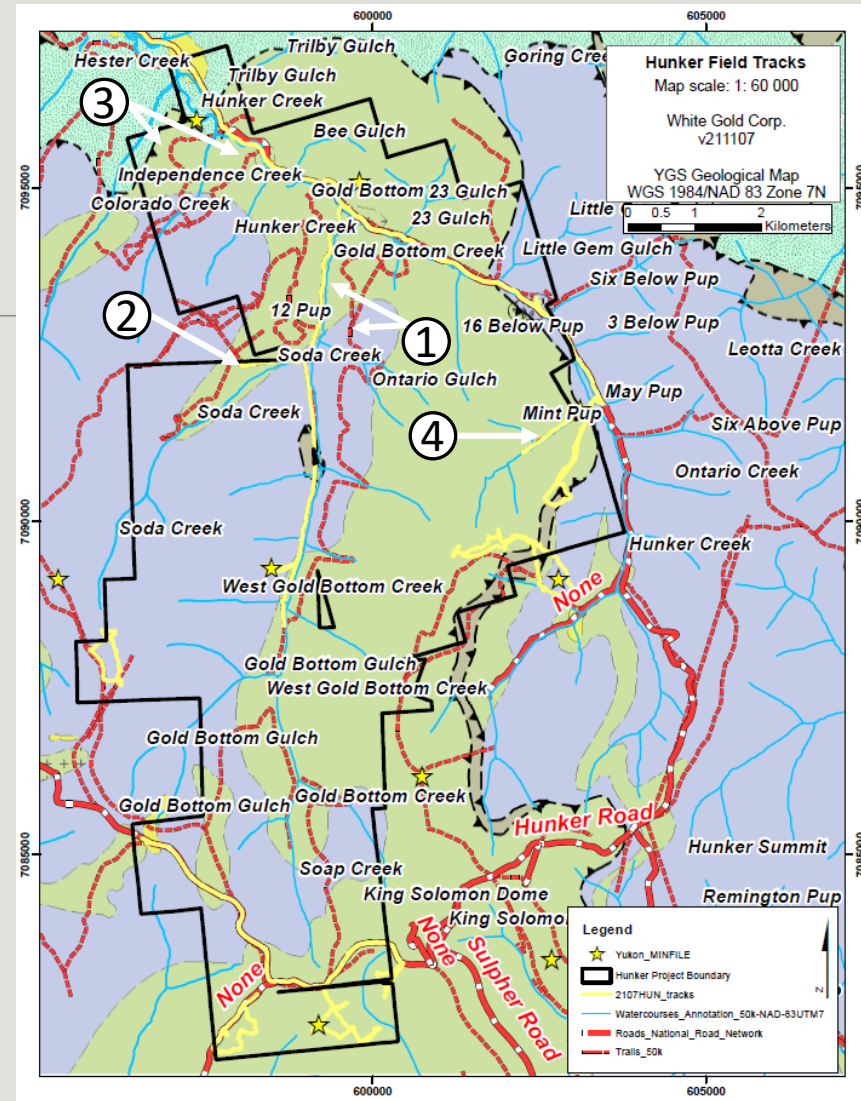 600000
605000
Hester Creek
Trilby Gulch
Goring Cree
Trilby Gulch
Hunker Creek
Bee Gulch
3
Independence Creek
Colorado Creek
Gold Bottom
23 Gulch
23 Gulch
Hunker Creek
Gold Bottom Creek
Hunker Field Tracks
Map scale: 1: 60 000
White Gold Corp.
v211107
YGS Geological Map
WGS 1984/NAD 83 Zone 7N
0 0.5 1 2
Kilometers
7095000
Little Gem Gulch
Six Below Pup
2
12 Pup
1
16 Below Pup
3 Below Pup
Soda Creek
Leotta Creek
Ontario Gulch
May Pup
Soda Creek
Mint Pup
4
Six Above Pup
Ontario Creek
7090000
7090000
Soda Creek
Hunker Creek
West Gold Bottom Creek
None
Gold Bottom Gulch
West Gold Bottom Creek
Gold Bottom Gulch
Gold Bottom Gulch
Gold Bottom Creek
Hunker Road
7085000
Hunker Summit
Soap Creek
King Solomon Dome
Remington Pup
King Solomon
None
None
Sulpher Road
Legend
Yukon_MINFILE
Hunker Project Boundary
2107HUN_tracks
Watercourses_Annotation_50k-NAD-83UTM7
Roads_National_Road_Network
Trails_50k
N
600000
605000